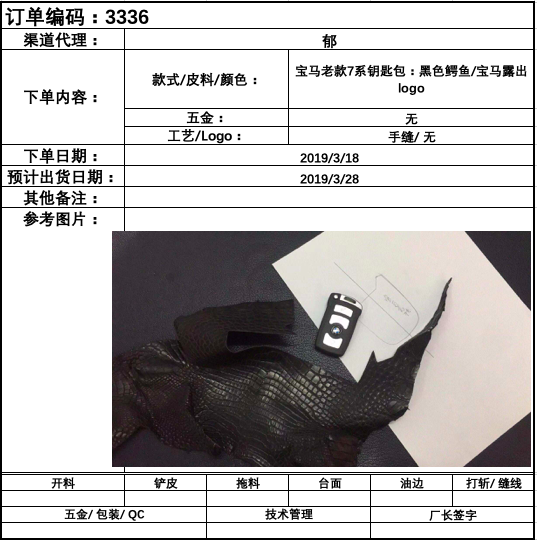 订单编码：3336
渠道代理： 郁
下单内容： 款式/皮料/颜色： 宝马老款7系钥匙包：黑色鳄鱼/宝马露出
logo
五金： 无
工艺/Logo： 手缝/ 无
下单日期： 2019/3/18
预计出货日期： 2019/3/28
其他备注：
参考图片：
开料 铲皮 拖料 台面 油边 打斩/ 缝线
五金/ 包装/ QC 技术管理 厂长签字